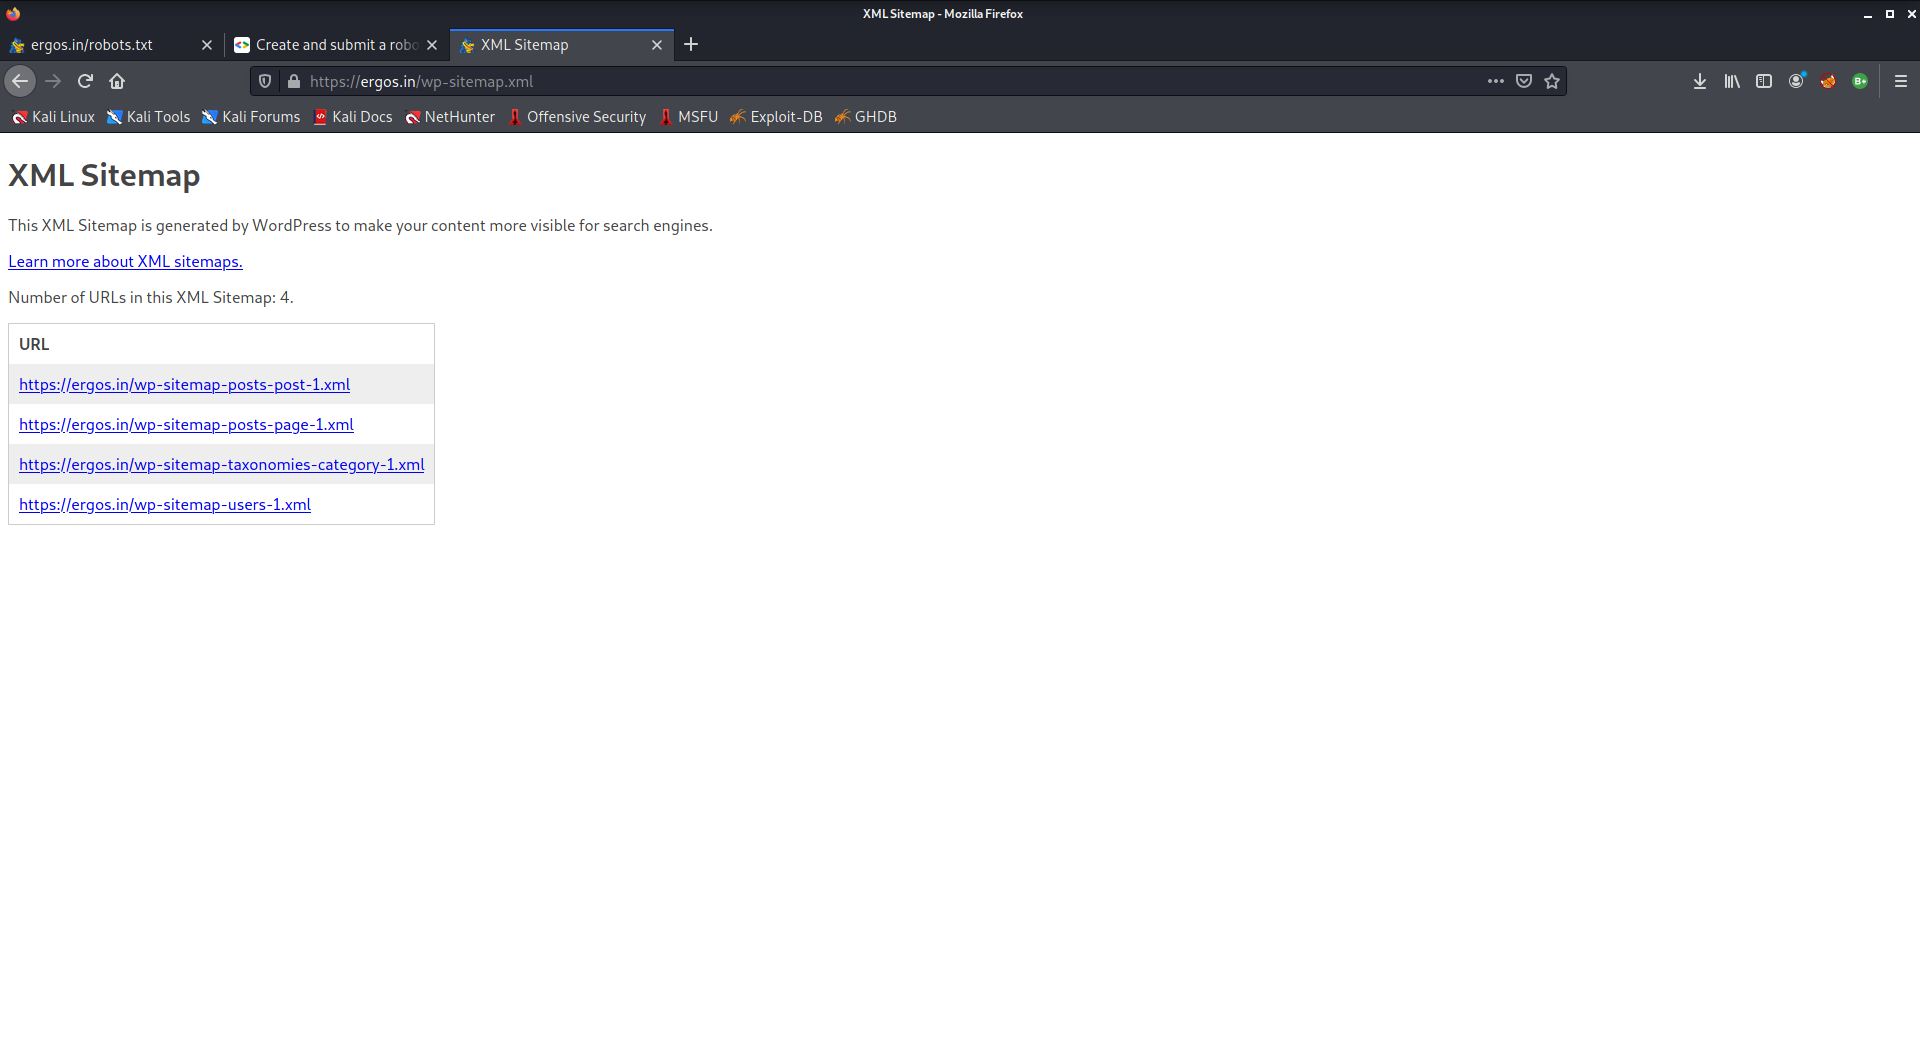 XML Sitemap - Mozilla Firefox
ergos.in/robots.txt
Create and submit a robo
XML Sitemap
https://ergos.in/wp-sitemap.xml
Kali Linux
Kali Tools
Kali Forums
Kali Docs
NetHunter
Offensive Security
MSFU
Exploit-DB
GHDB
XML Sitemap
This XML Sitemap is generated by WordPress to make your content more visible for search engines.
Learn more about XML sitemaps.
Number of URLs in this XML Sitemap: 4.
URL
https://ergos.in/wp-sitemap-posts-post-1.xml
https://ergos.in/wp-sitemap-posts-page-1.xml
https://ergos.in/wp-sitemap-taxonomies-category-1.xml
https://ergos.in/wp-sitemap-users-1.xml